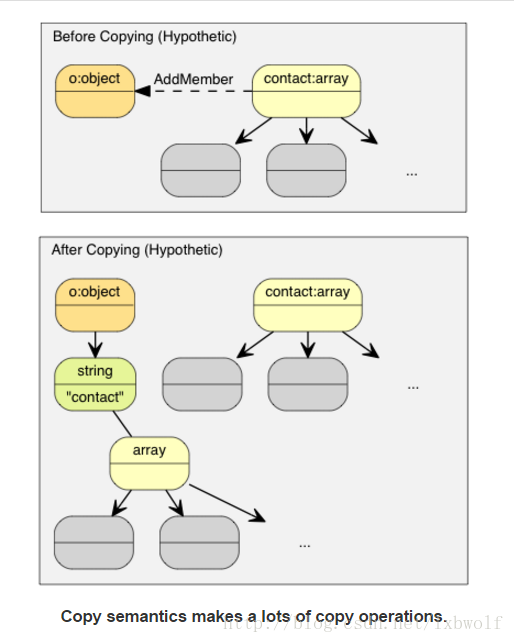 Before Copying (Hypothetic)
o:object
AddMember
contact:array
...
After Copying (Hypothetic)
o:object
contact:array
string
"contact"
...
array
...
Copy semantics makes a lots of copy operations.
http://blog.csdn.net/fxbwolf